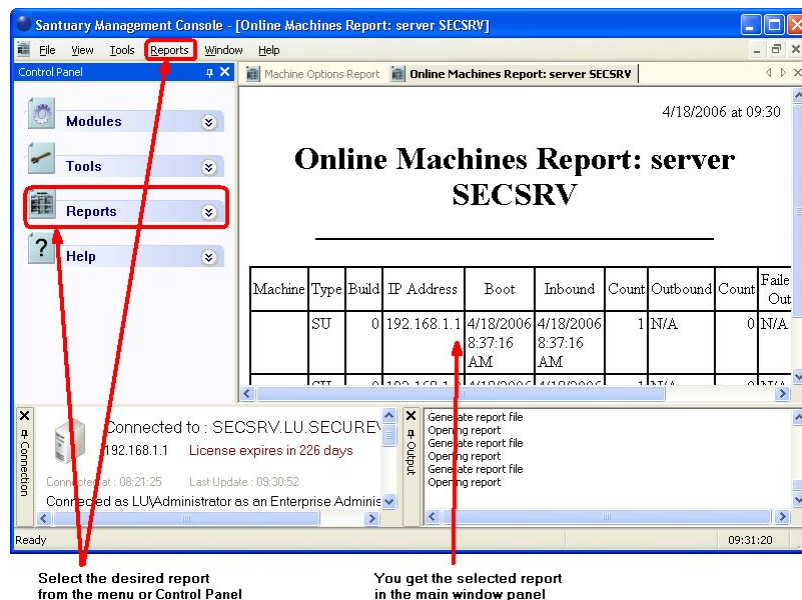 Santuary Management Console - [Online Machines Report: server SECSRV]
File View Tools Reports Window Help
Control Panel
Machine Options Report Online Machines Report: server SECSRV
Modules
Tools
Reports
Help
4/18/2006 at 09:30
Online Machines Report: server
SECSRV
Machine Type Build IP Address Boot Inbound Count Outbound Count Faile
Out
SU 0 192.168.1.1 4/18/2006 4/18/2006 1 N/A 0 N/A
8:37:16 8:37:16
AM AM
Connection
Connected to : SECSRV.LU.SECURE
192.168.1.1 License expires in 226 days
Connected at : 08:21:25 Last Update : 09:30:52
Connected as LU\Administrator as an Enterprise Adminis
Output
Generate report file
Opening report
Generate report file
Opening report
Generate report file
Opening report
Ready 09:31:20
Select the desired report
from the menu or Control Panel
You get the selected report
in the main window panel